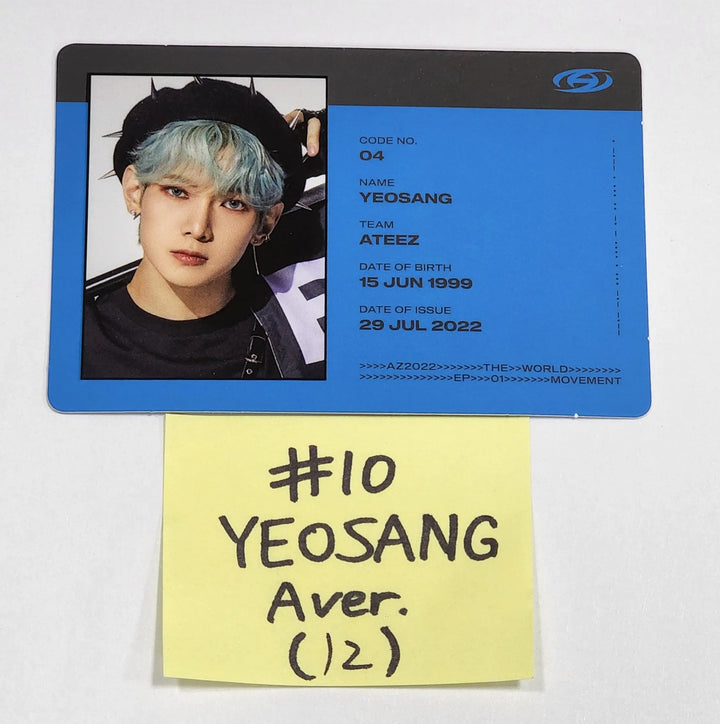 CODE NO.
04
NAME
YEOSANG
TEAM
ATEEZ
DATE OF BIRTH
15 JUN 1999
DATE OF ISSUE
29 JUL 2022
>>>>AZ2022>>>>>>>THE>>WORLD>>>>>>>>
>>>>>>>>>>>>>>EP>>>01>>>>>>>MOVEMENT
#10
YEOSANG
A ver.
(12)